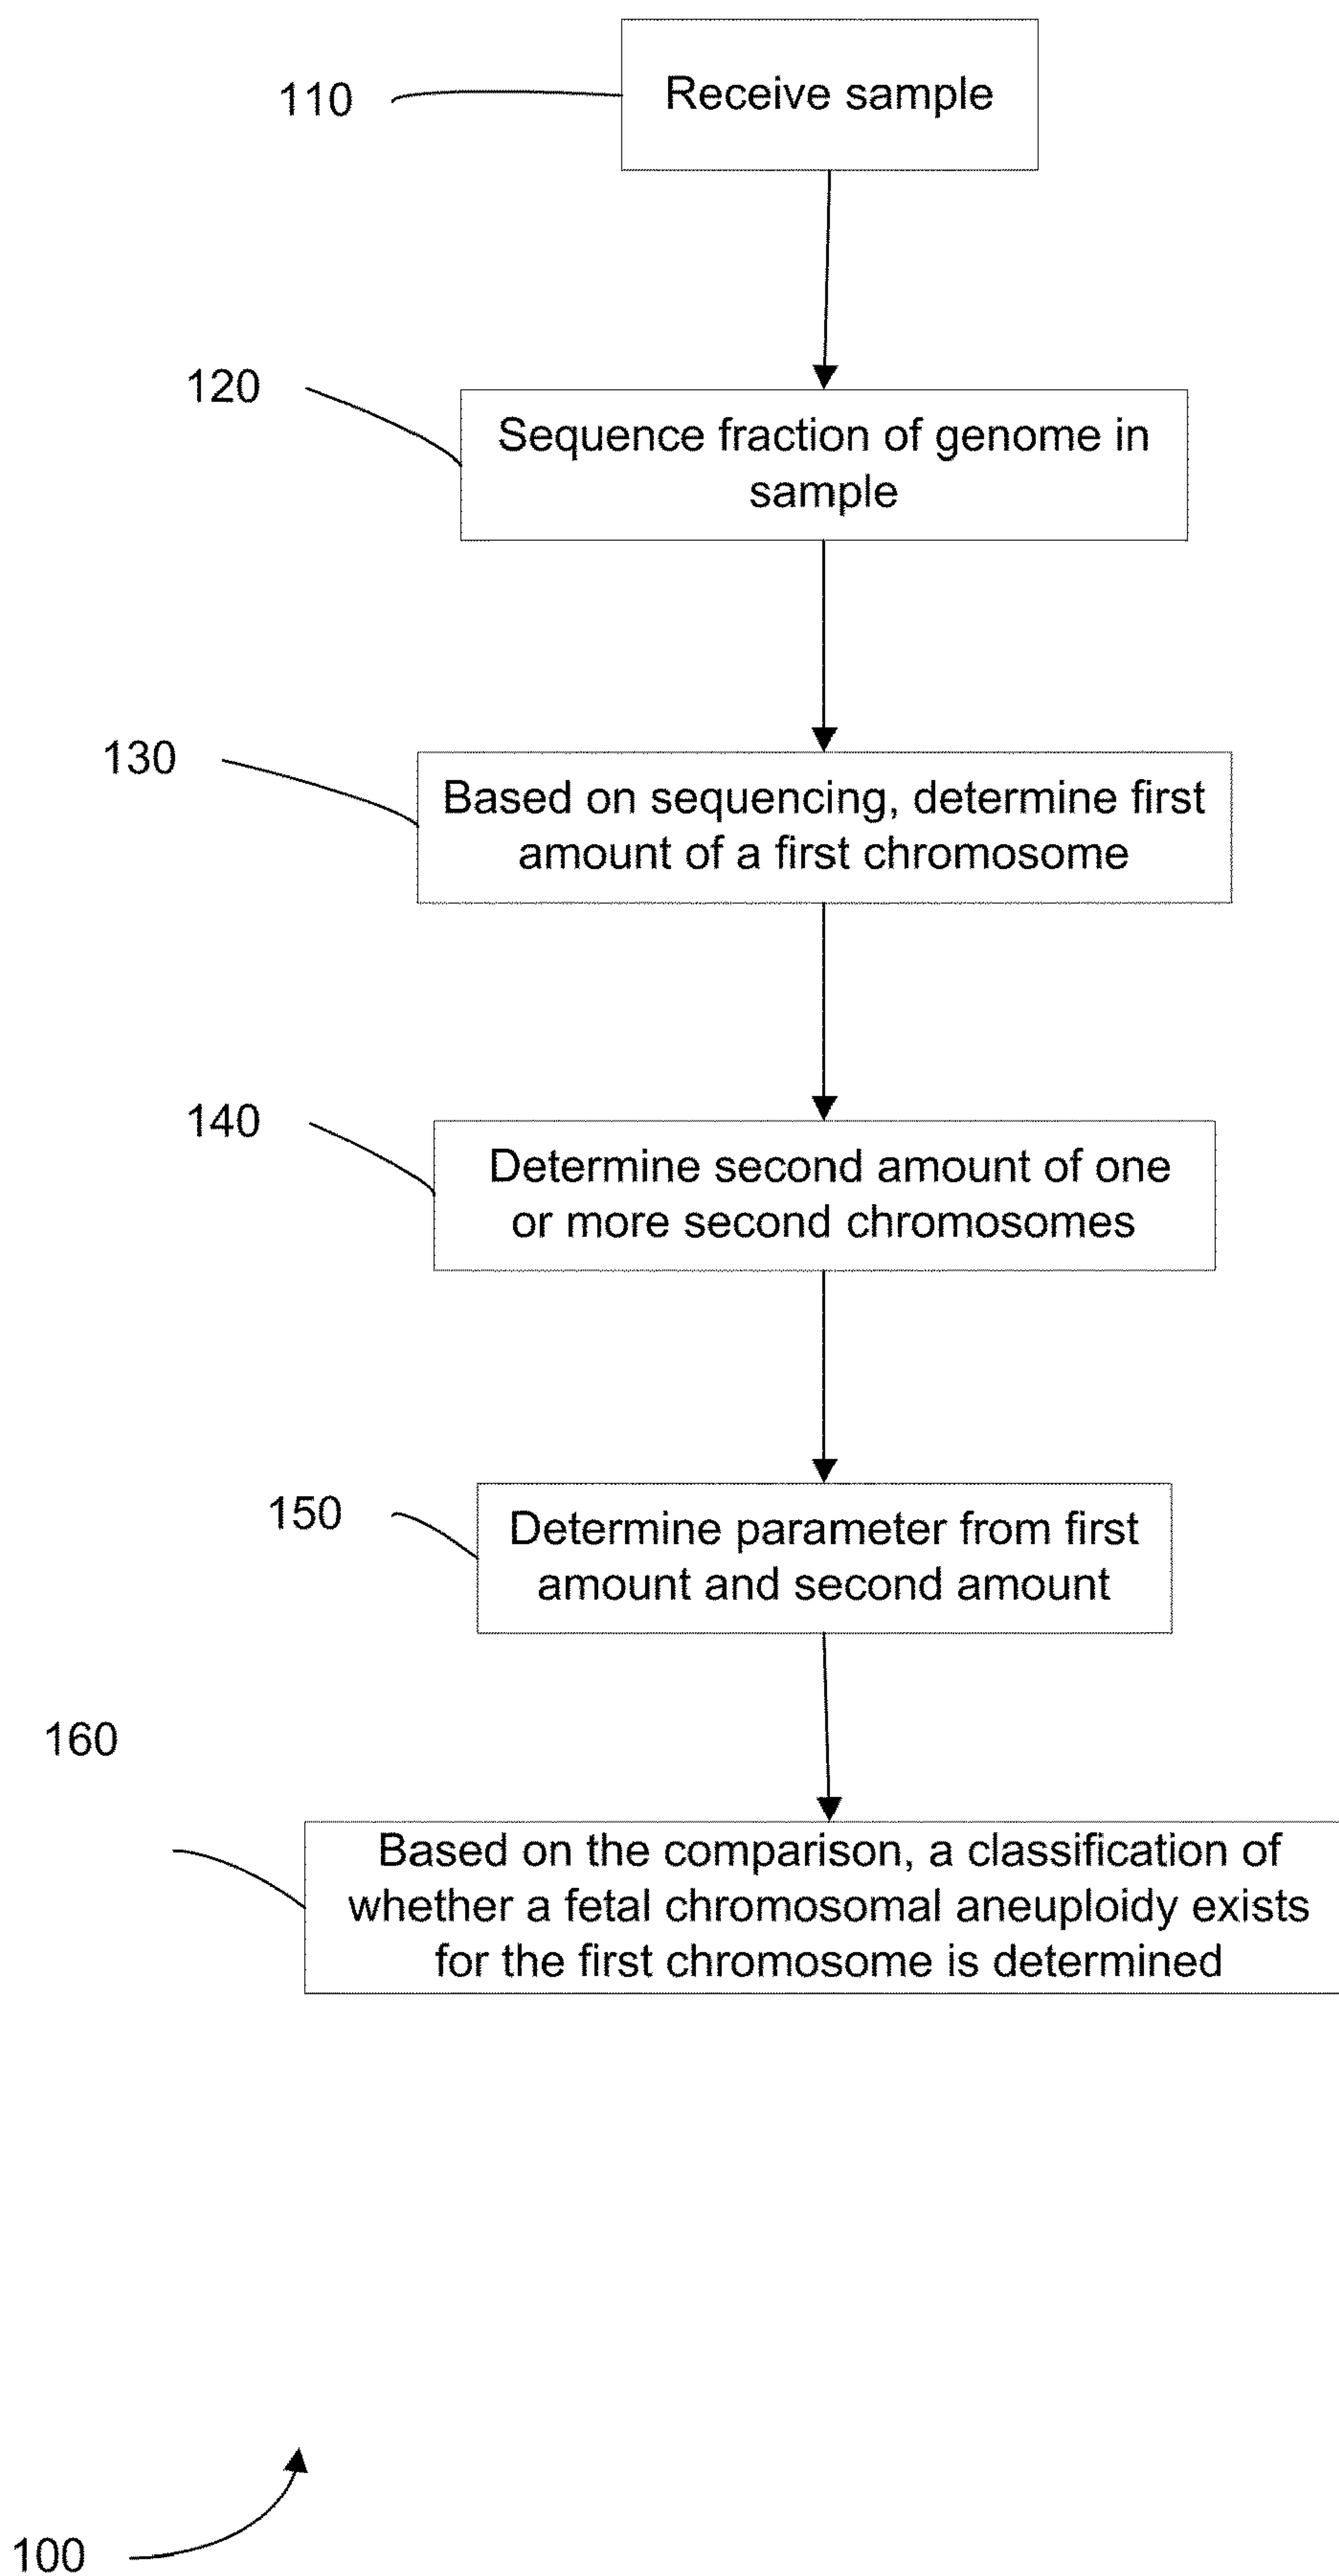 110
Receive sample
120
Sequence fraction of genome in
sample
130
Based on sequencing, determine first
amount of a first chromosome
140
Determine second amount of one
or more second chromosomes
150
Determine parameter from first
amount and second amount
160
Based on the comparison, a classification of
whether a fetal chromosomal aneuploidy exists
for the first chromosome is determined
100